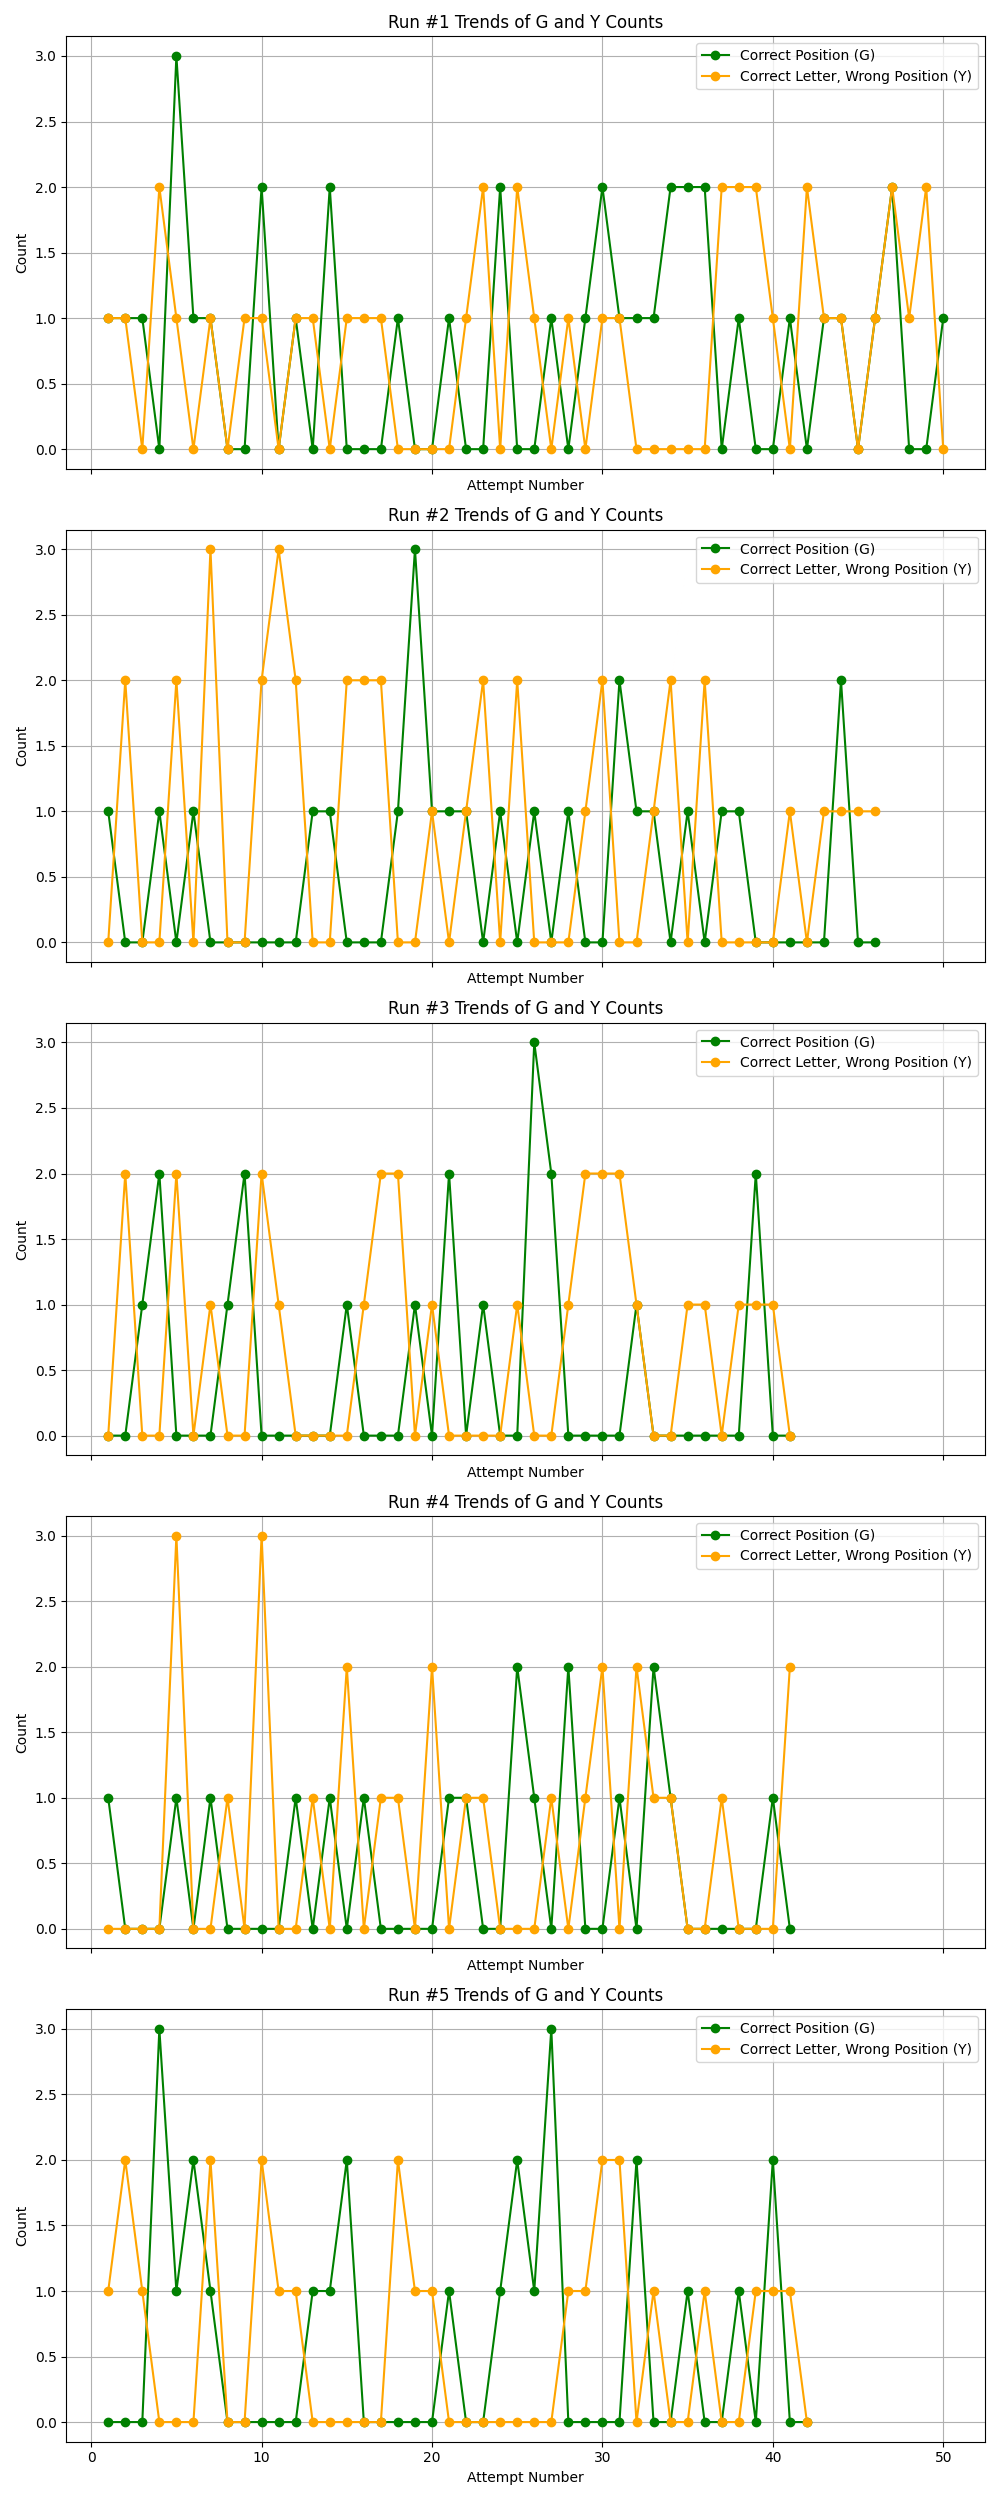 Run #1 Trends of G and Y Counts
3.0
2.5
2.0
1.5
1.0
0.5
0.0
Count
Correct Position (G)
Correct Letter, Wrong Position (Y)
Attempt Number
Run #2 Trends of G and Y Counts
3.0
2.5
2.0
1.5
1.0
0.5
0.0
Count
Correct Position (G)
Correct Letter, Wrong Position (Y)
Attempt Number
Run #3 Trends of G and Y Counts
3.0
2.5
2.0
1.5
1.0
0.5
0.0
Count
Correct Position (G)
Correct Letter, Wrong Position (Y)
Attempt Number
Run #4 Trends of G and Y Counts
3.0
2.5
2.0
1.5
1.0
0.5
0.0
Count
Correct Position (G)
Correct Letter, Wrong Position (Y)
Attempt Number
Run #5 Trends of G and Y Counts
3.0
2.5
2.0
1.5
1.0
0.5
0.0
Count
Correct Position (G)
Correct Letter, Wrong Position (Y)
0 10 20 30 40 50
Attempt Number